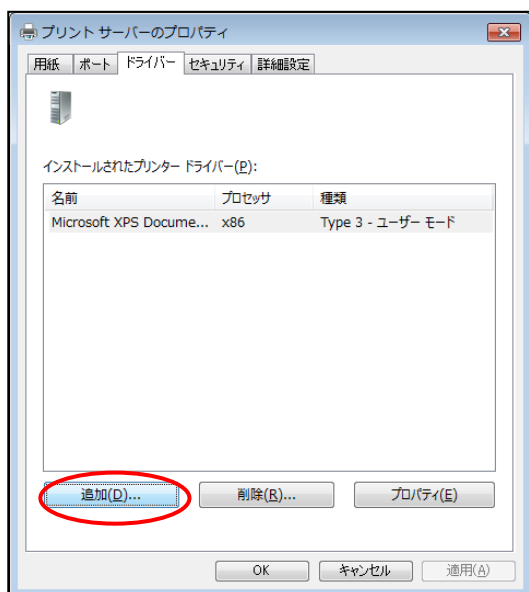 プリント サーバーのプロパティ
用紙 ポート ドライバー セキュリティ 詳細設定
インストールされたプリンター ドライバー(P):
名前 プロセッサ 種類
Microsoft XPS Docume... x86 Type 3 - ユーザー モード
追加(D)... 削除(R)... プロパティ(E)
OK キャンセル 適用(A)